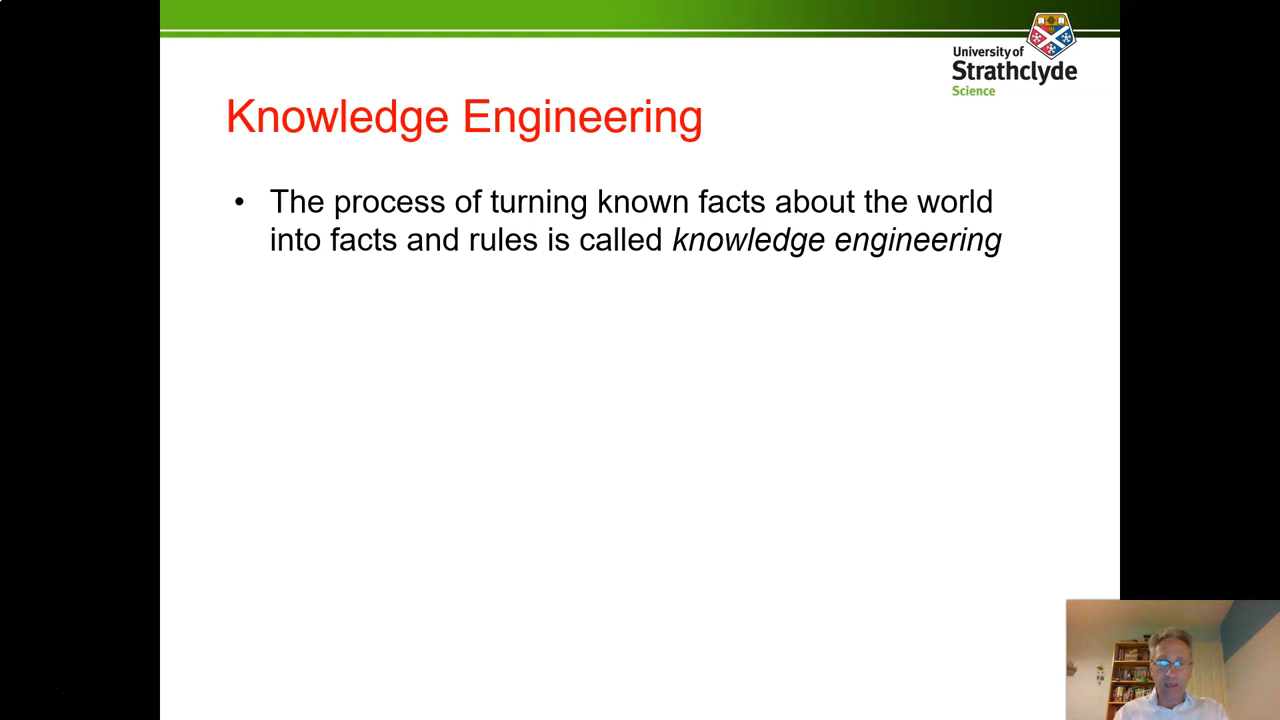 University of
Strathclyde
Science
Knowledge Engineering
• The process of turning known facts about the world
into facts and rules is called knowledge engineering